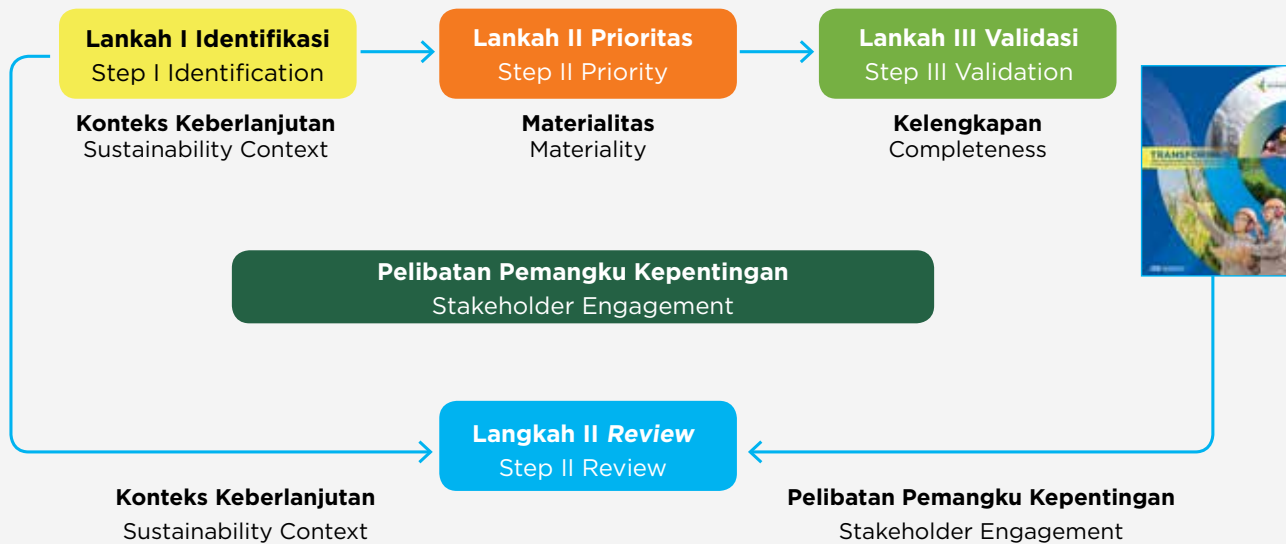 Lankah I Identifikasi
Step I Identification
Lankah II Prioritas
Step II Priority
Lankah III Validasi
Step III Validation
Konteks Keberlanjutan
Sustainability Context
Materialitas
Materiality
Kelengkapan
Completeness
Pelibatan Pemangku Kepentingan
Stakeholder Engagement
Langkah II Review
Step II Review
Konteks Keberlanjutan
Sustainability Context
Pelibatan Pemangku Kepentingan
Stakeholder Engagement